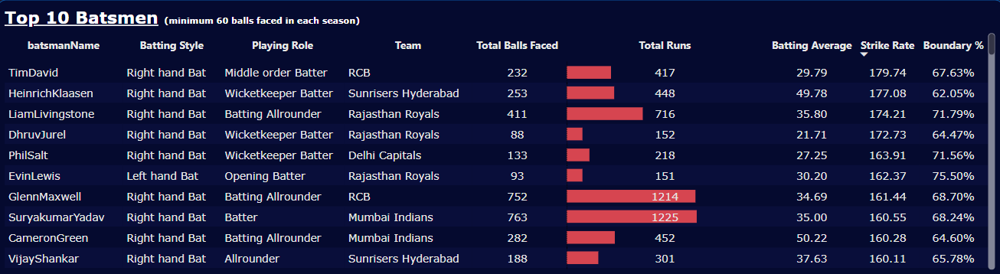 Top 10 Batsmen (minimum 60 balls faced in each season)
batsmanName Batting Style Playing Role Team Total Balls Faced Total Runs Batting Average Strike Rate Boundary %
TimDavid Right hand Bat Middle order Batter RCB 232 417 29.79 179.74 67.63%
HeinrichKlaasen Right hand Bat Wicketkeeper Batter Sunrisers Hyderabad 253 448 49.78 177.08 62.05%
LiamLivingstone Right hand Bat Batting Allrounder Rajasthan Royals 411 716 35.80 174.21 71.79%
DhruvJurel Right hand Bat Wicketkeeper Batter Rajasthan Royals 88 152 21.71 172.73 64.47%
PhilSalt Right hand Bat Wicketkeeper Batter Delhi Capitals 133 218 27.25 163.91 71.56%
EvinLewis Left hand Bat Opening Batter Rajasthan Royals 93 151 30.20 162.37 75.50%
GlennMaxwell Right hand Bat Batting Allrounder RCB 752 1214 34.69 161.44 68.70%
SuryakumarYadav Right hand Bat Batter Mumbai Indians 763 1225 35.00 160.55 68.24%
CameronGreen Right hand Bat Batting Allrounder Mumbai Indians 282 452 50.22 160.28 64.60%
VijayShankar Right hand Bat Allrounder Sunrisers Hyderabad 188 301 37.63 160.11 65.78%